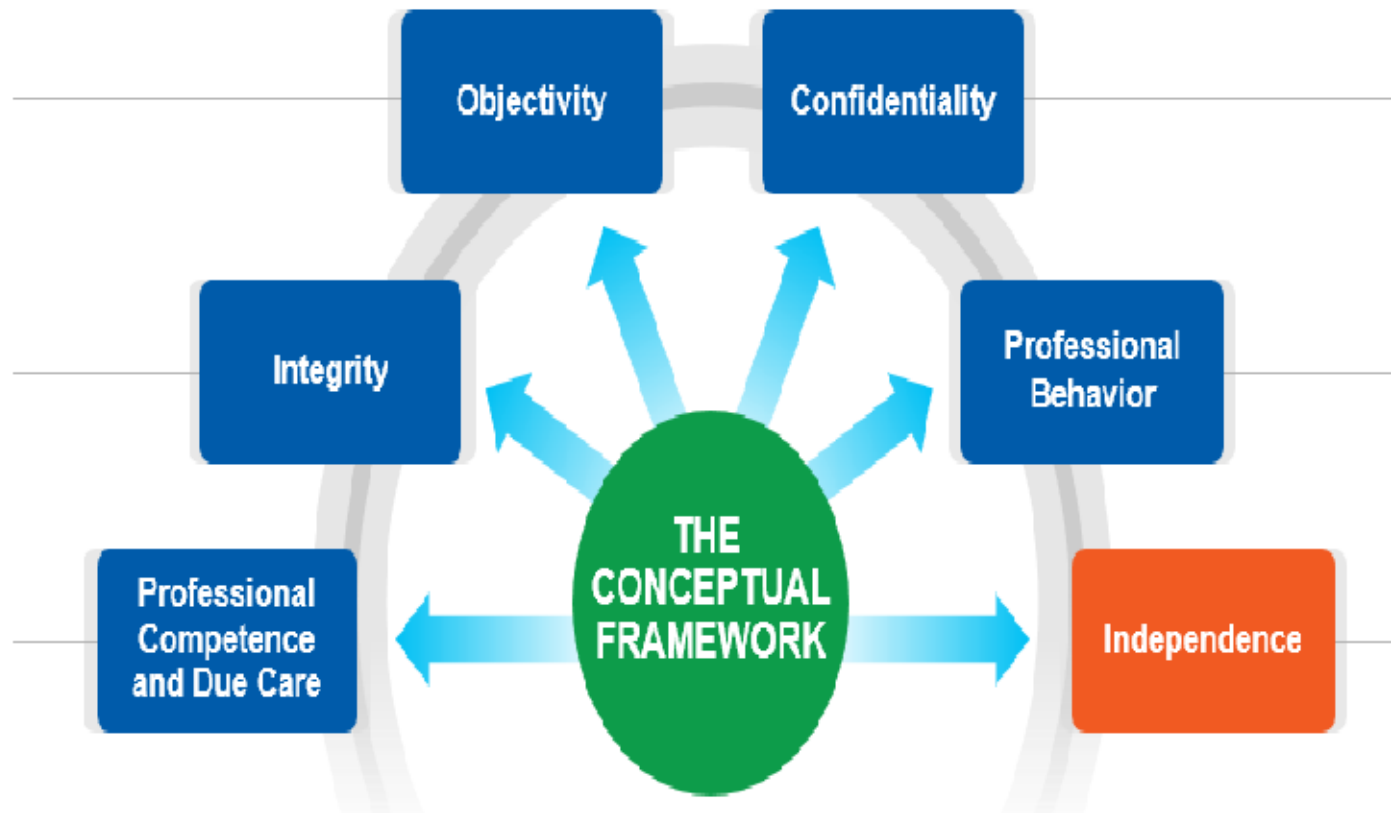 Objectivity
Confidentiality
Integrity
Professional
Behavior
THE
CONCEPTUAL
FRAMEWORK
Professional
Competence
and Due Care
Independence